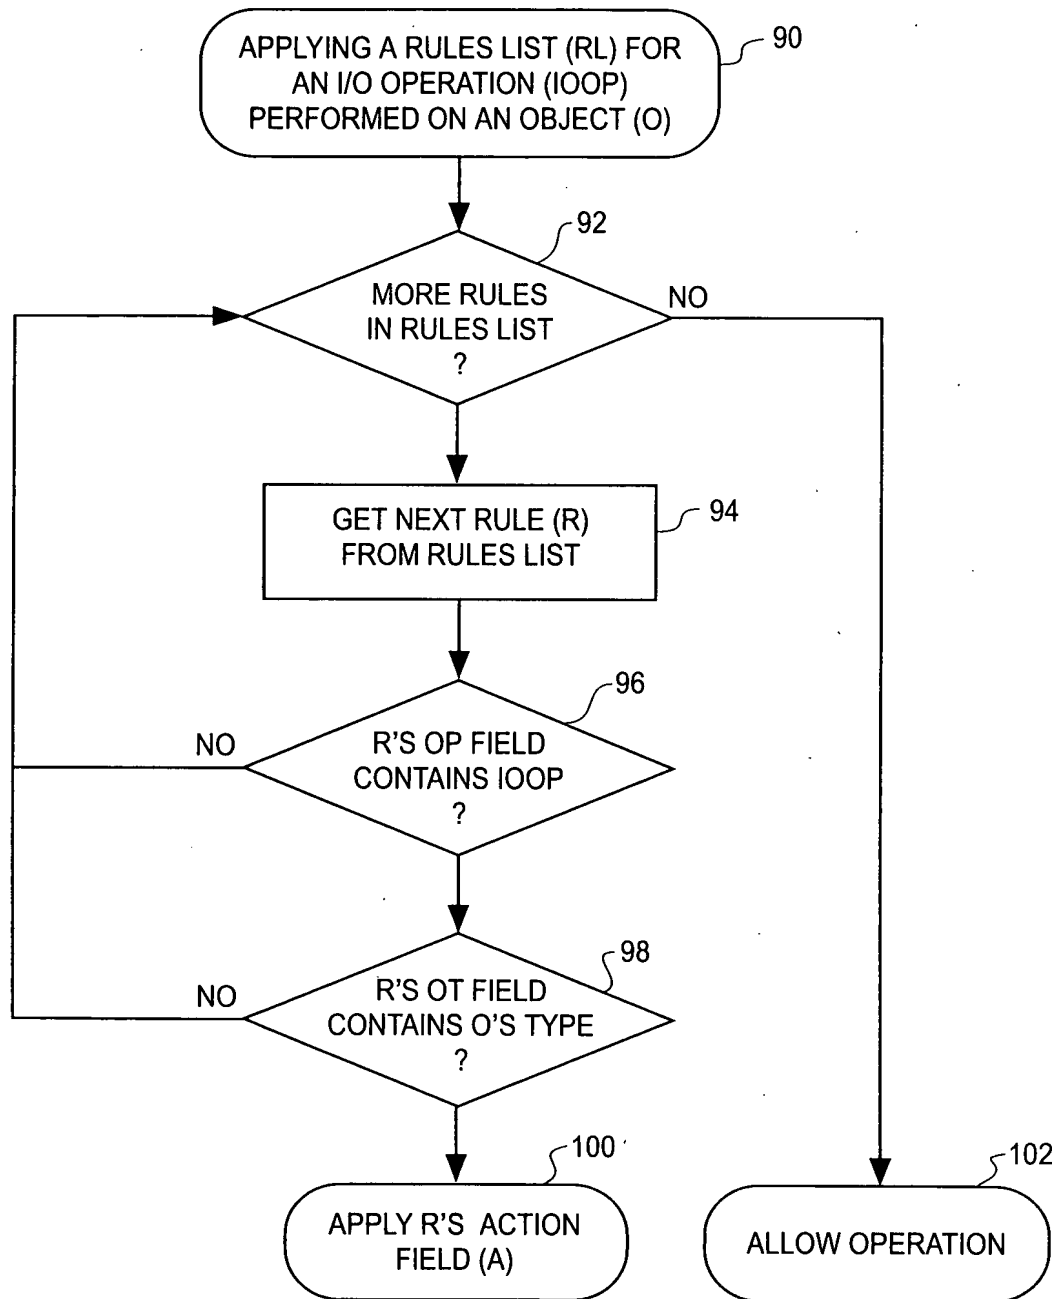 APPLYING A RULES LIST (RL) FOR
AN I/O OPERATION (IOOP)
PERFORMED ON AN OBJECT (O)
90
92
MORE RULES
IN RULES LIST
?
NO
GET NEXT RULE (R)
FROM RULES LIST
94
96
R'S OP FIELD
CONTAINS IOOP
?
NO
98
R'S OT FIELD
CONTAINS O'S TYPE
?
NO
100
APPLY R'S ACTION
FIELD (A)
102
ALLOW OPERATION